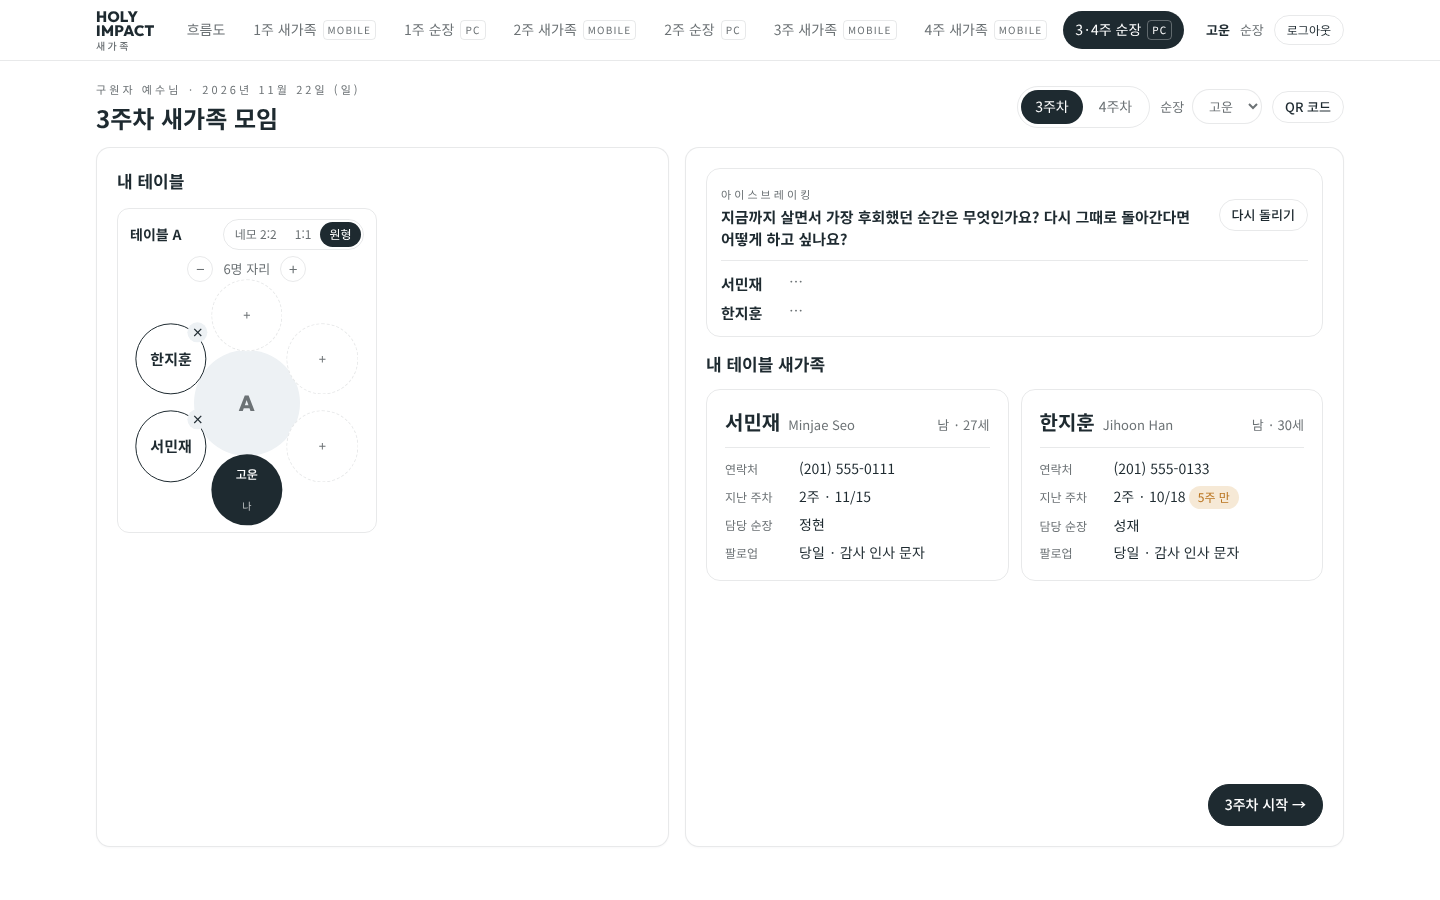 HOLY
IMPACT
새가족
흐름도
1주 새가족 MOBILE
1주 순장 PC
2주 새가족 MOBILE
2주 순장 PC
3주 새가족 MOBILE
4주 새가족 MOBILE
3·4주 순장 PC
고운 순장
로그아웃
구원자 예수님 · 2026년 11월 22일 (일)
3주차 새가족 모임
3주차
4주차
순장
고운
QR 코드
내 테이블
테이블 A
네모 2:2
1:1
원형
−
6명 자리
+
+
한지훈
✕
+
A
서민재
✕
+
고운
나
아이스브레이킹
지금까지 살면서 가장 후회했던 순간은 무엇인가요? 다시 그때로 돌아간다면
어떻게 하고 싶나요?
다시 돌리기
서민재 …
한지훈 …
내 테이블 새가족
서민재 Minjae Seo 남 · 27세
연락처 (201) 555-0111
지난 주차 2주 · 11/15
담당 순장 정현
팔로업 당일 · 감사 인사 문자
한지훈 Jihoon Han 남 · 30세
연락처 (201) 555-0133
지난 주차 2주 · 10/18 5주 만
담당 순장 성재
팔로업 당일 · 감사 인사 문자
3주차 시작 →